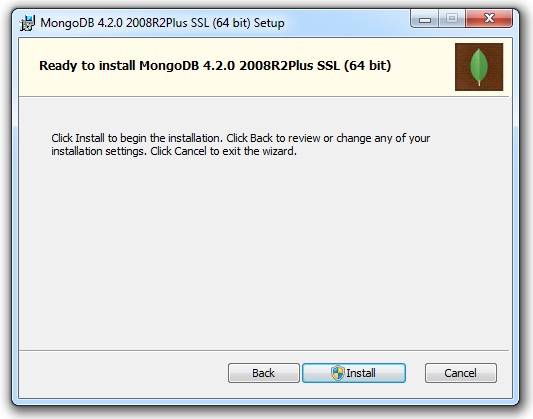 MongoDB 4.2.0 2008R2Plus SSL (64 bit) Setup
Ready to install MongoDB 4.2.0 2008R2Plus SSL (64 bit)
Click Install to begin the installation. Click Back to review or change any of your
installation settings. Click Cancel to exit the wizard.
Back Install Cancel